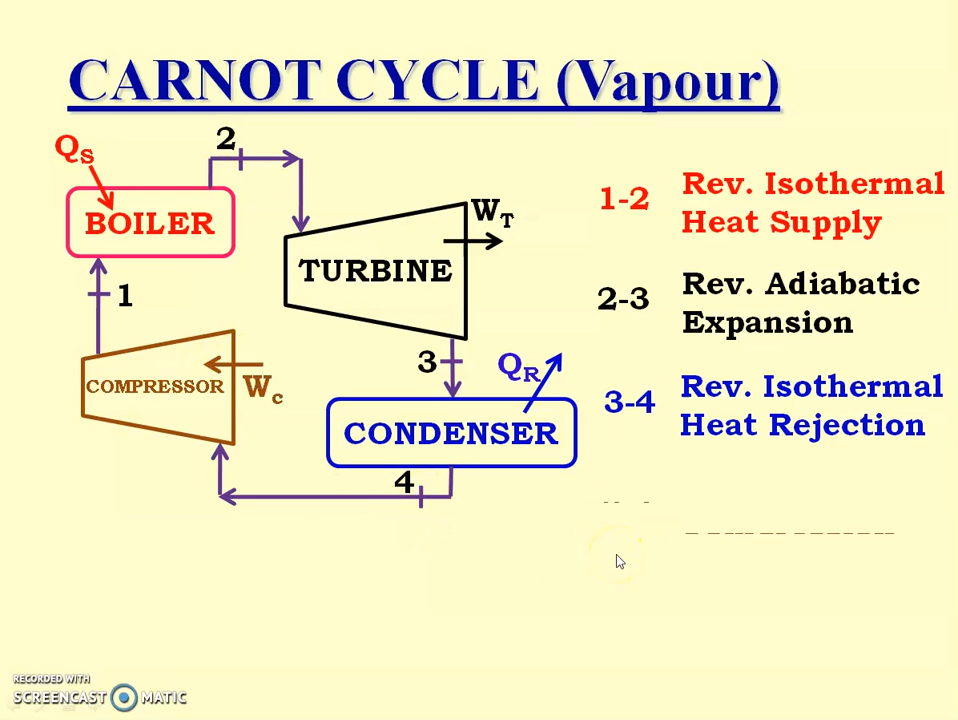 CARNOT CYCLE (Vapour)
QS
2
BOILER
WT
TURBINE
1
COMPRESSOR
Wc
3
QR
CONDENSER
4
1-2 Rev. Isothermal
Heat Supply
2-3 Rev. Adiabatic
Expansion
3-4 Rev. Isothermal
Heat Rejection
RECORDED WITH
SCREENCAST MATIC